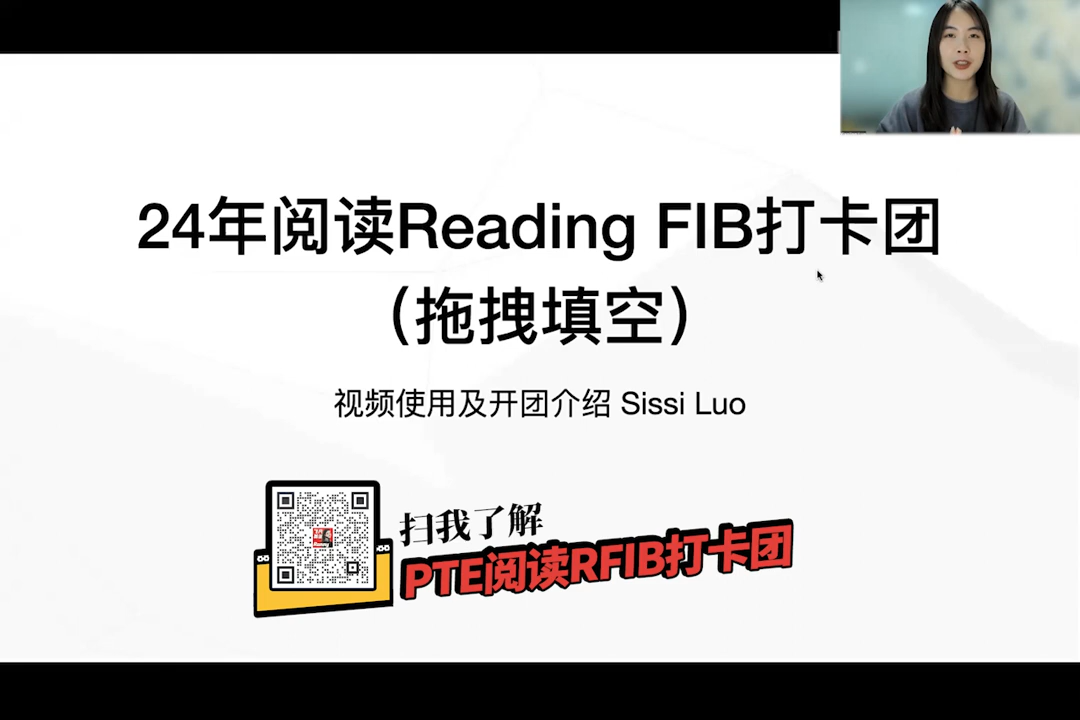 24年阅读Reading FIB打卡团
（拖拽填空）
视频使用及开团介绍 Sissi Luo
扫我了解
PTE阅读RFIB打卡团